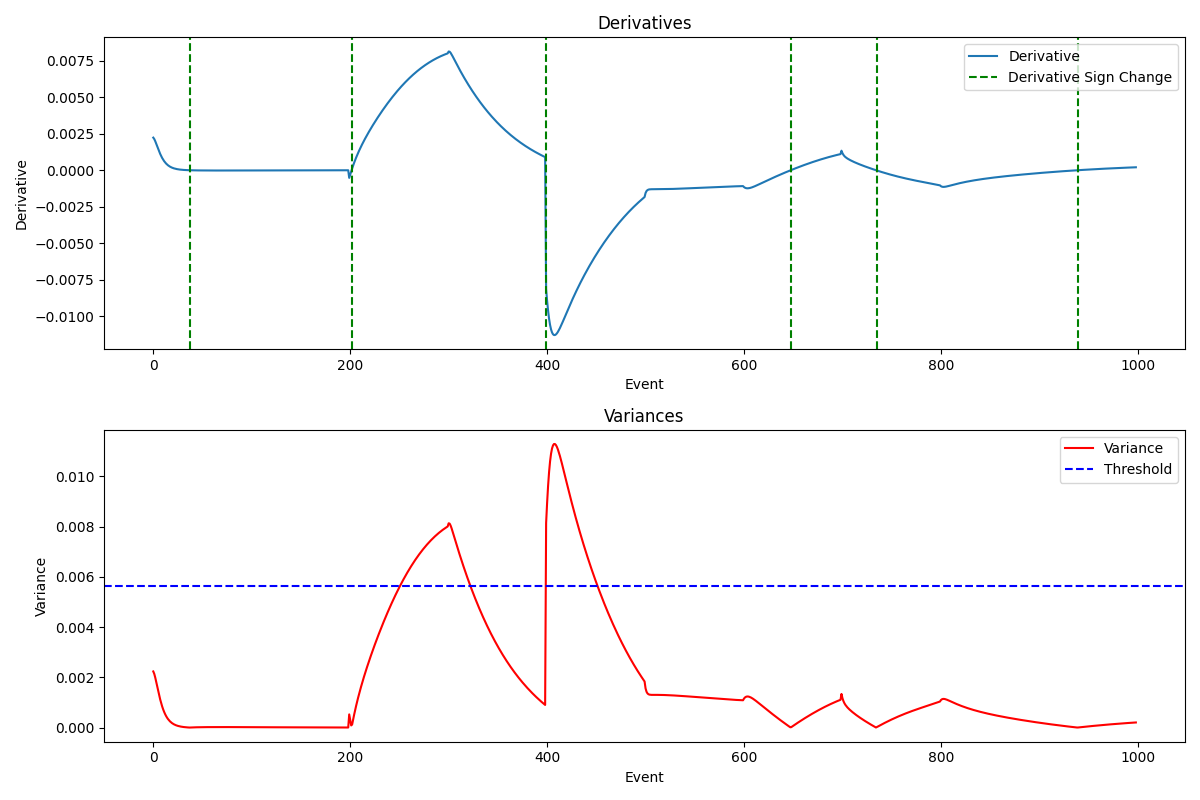 Derivatives
Derivative
Derivative Sign Change
0.0075
0.0050
0.0025
0.0000
−0.0025
−0.0050
−0.0075
−0.0100
Derivative
0 200 400 600 800 1000
Event
Variances
Variance
Threshold
0.010
0.008
0.006
0.004
0.002
0.000
Variance
0 200 400 600 800 1000
Event